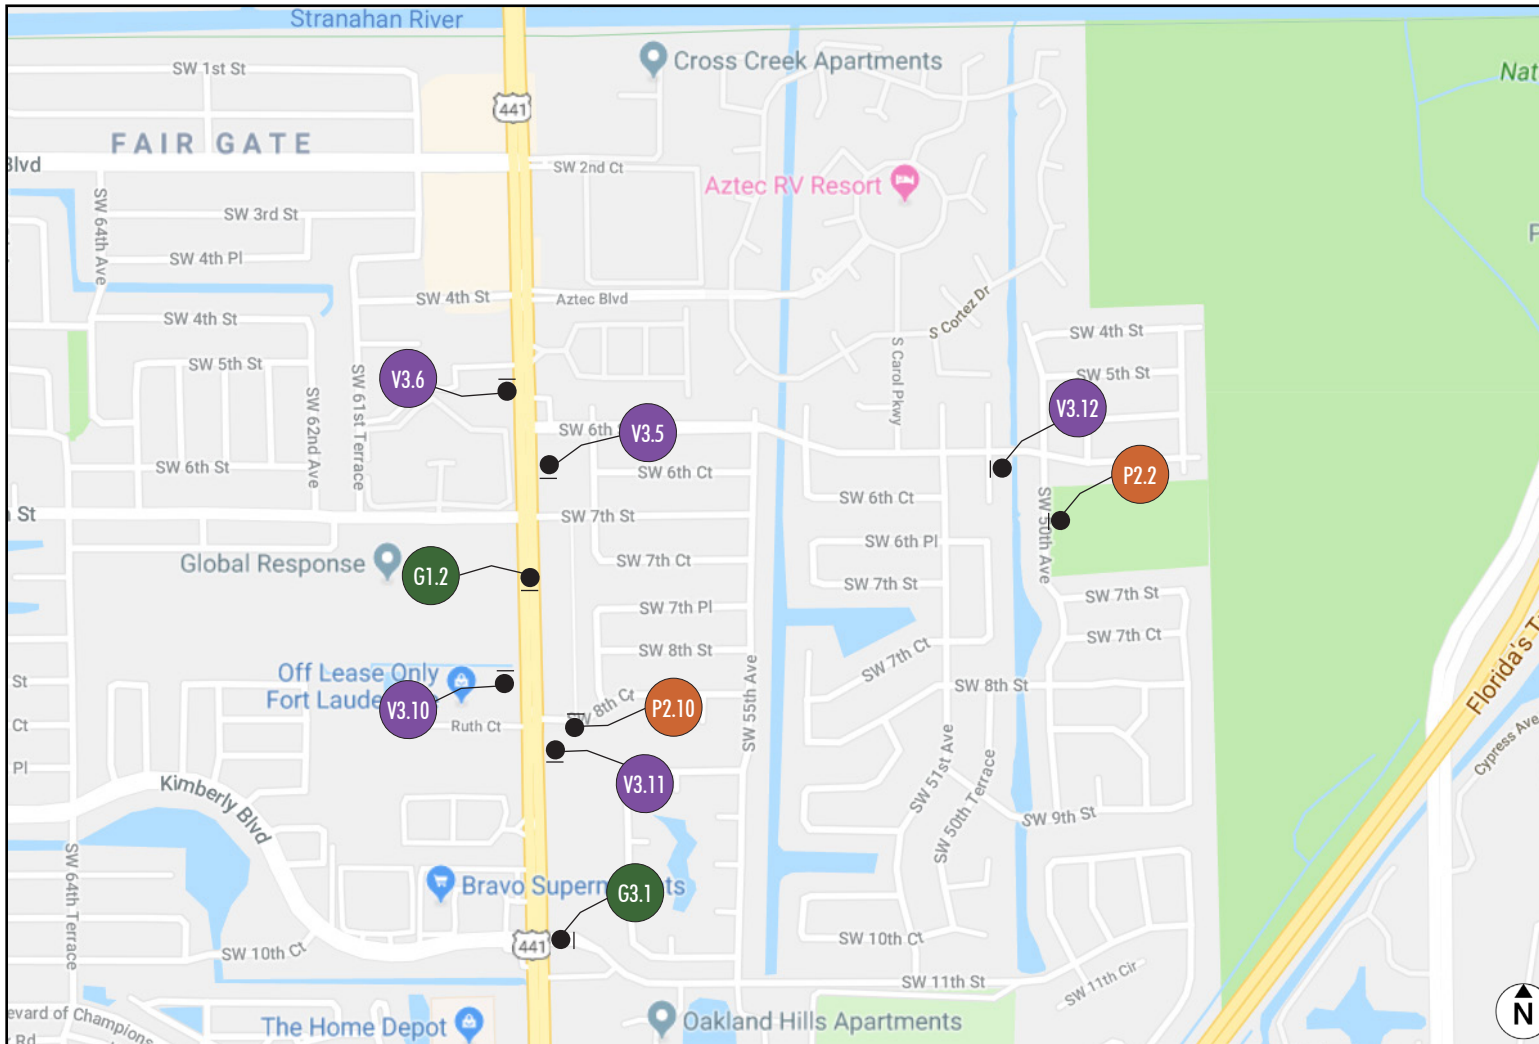 Stranahan River
Cross Creek Apartments
SW 1st St
Nat
441
FAIR GATE
Blvd
SW 2nd Ct
Aztec RV Resort
SW 64th Ave
SW 3rd St
SW 4th Pl
SW 4th St
Aztec Blvd
SW 4th St
S Cortez Dr
SW 4th St
SW 5th St
S Carol Pkwy
SW 5th St
V3.6
SW 61st Terrace
SW 62nd Ave
V3.12
SW 6th
V3.5
SW 6th St
SW 6th Ct
P2.2
SW 6th Ct
SW 50th Ave
St
SW 7th St
SW 6th Pl
Global Response
SW 7th Ct
G1.2
SW 7th St
SW 7th St
SW 7th Pl
SW 7th Ct
SW 8th St
SW 7th Ct
Florida's T
St
Off Lease Only
Fort Laude
SW 8th St
V3.10
SW 8th Ct
P2.10
SW 55th Ave
Ct
Ruth Ct
Cypress Ave
Pl
V3.11
SW 51st Ave
SW 50th Terrace
Kimberly Blvd
SW 9th St
SW 64th Terrace
Bravo Superm ts
G3.1
SW 10th Ct
441
SW 10th Ct
SW 11th St
SW 11th Cir
N
evard of Champions
Rd
The Home Depot
Oakland Hills Apartments